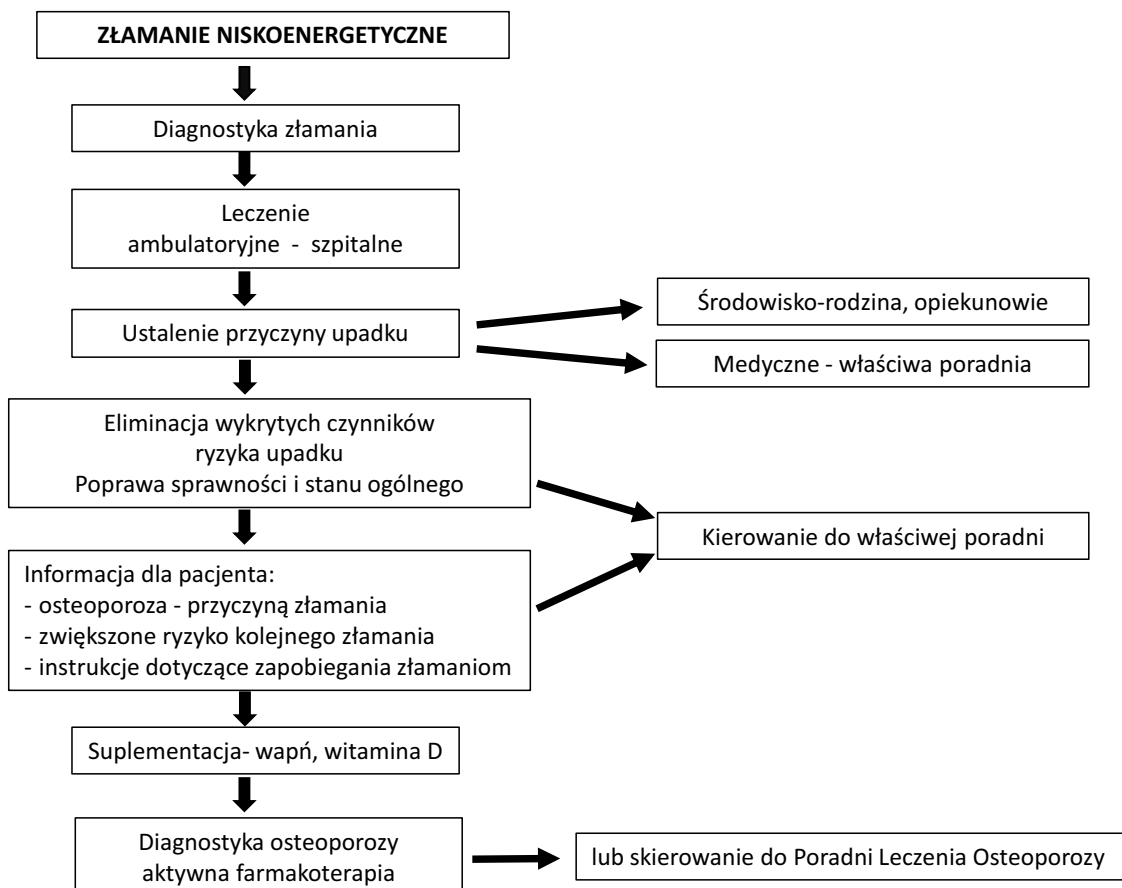 ZŁAMANIE NISKOENERGETYCZNE
Diagnostyka złamania
Leczenie
ambulatoryjne - szpitalne
Ustalenie przyczyny upadku
Środowisko-rodzina, opiekunowie
Medyczne - właściwa poradnia
Eliminacja wykrytych czynników
ryzyka upadku
Poprawa sprawności i stanu ogólnego
Kierowanie do właściwej poradni
Informacja dla pacjenta:
- osteoporoza - przyczyną złamania
- zwiększone ryzyko kolejnego złamania
- instrukcje dotyczące zapobiegania złamaniom
Suplementacja- wapń, witamina D
Diagnostyka osteoporozy
aktywna farmakoterapia
lub skierowanie do Poradni Leczenia Osteoporozy